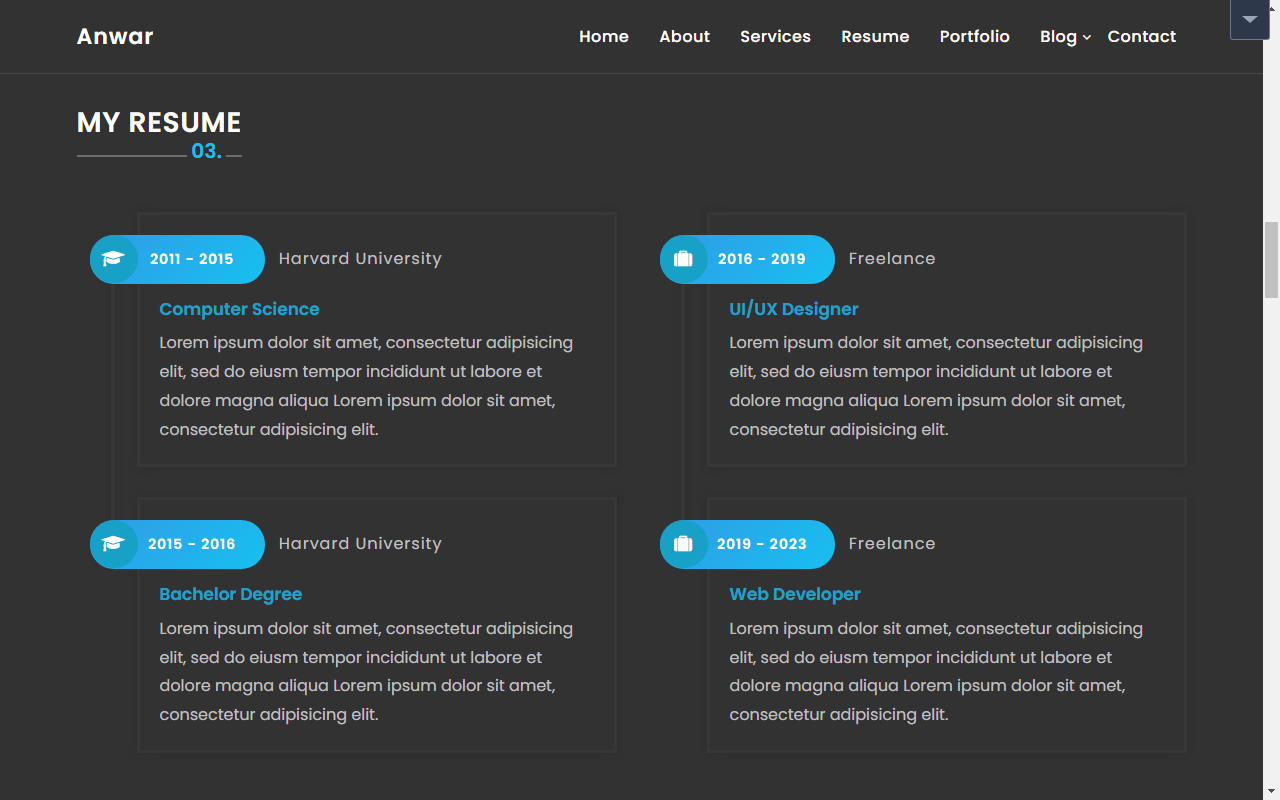 Anwar
Home About Services Resume Portfolio Blog Contact
MY RESUME
03.
2011 - 2015 Harvard University
Computer Science
Lorem ipsum dolor sit amet, consectetur adipisicing
elit, sed do eiusm tempor incididunt ut labore et
dolore magna aliqua Lorem ipsum dolor sit amet,
consectetur adipisicing elit.
2015 - 2016 Harvard University
Bachelor Degree
Lorem ipsum dolor sit amet, consectetur adipisicing
elit, sed do eiusm tempor incididunt ut labore et
dolore magna aliqua Lorem ipsum dolor sit amet,
consectetur adipisicing elit.
2016 - 2019 Freelance
UI/UX Designer
Lorem ipsum dolor sit amet, consectetur adipisicing
elit, sed do eiusm tempor incididunt ut labore et
dolore magna aliqua Lorem ipsum dolor sit amet,
consectetur adipisicing elit.
2019 - 2023 Freelance
Web Developer
Lorem ipsum dolor sit amet, consectetur adipisicing
elit, sed do eiusm tempor incididunt ut labore et
dolore magna aliqua Lorem ipsum dolor sit amet,
consectetur adipisicing elit.